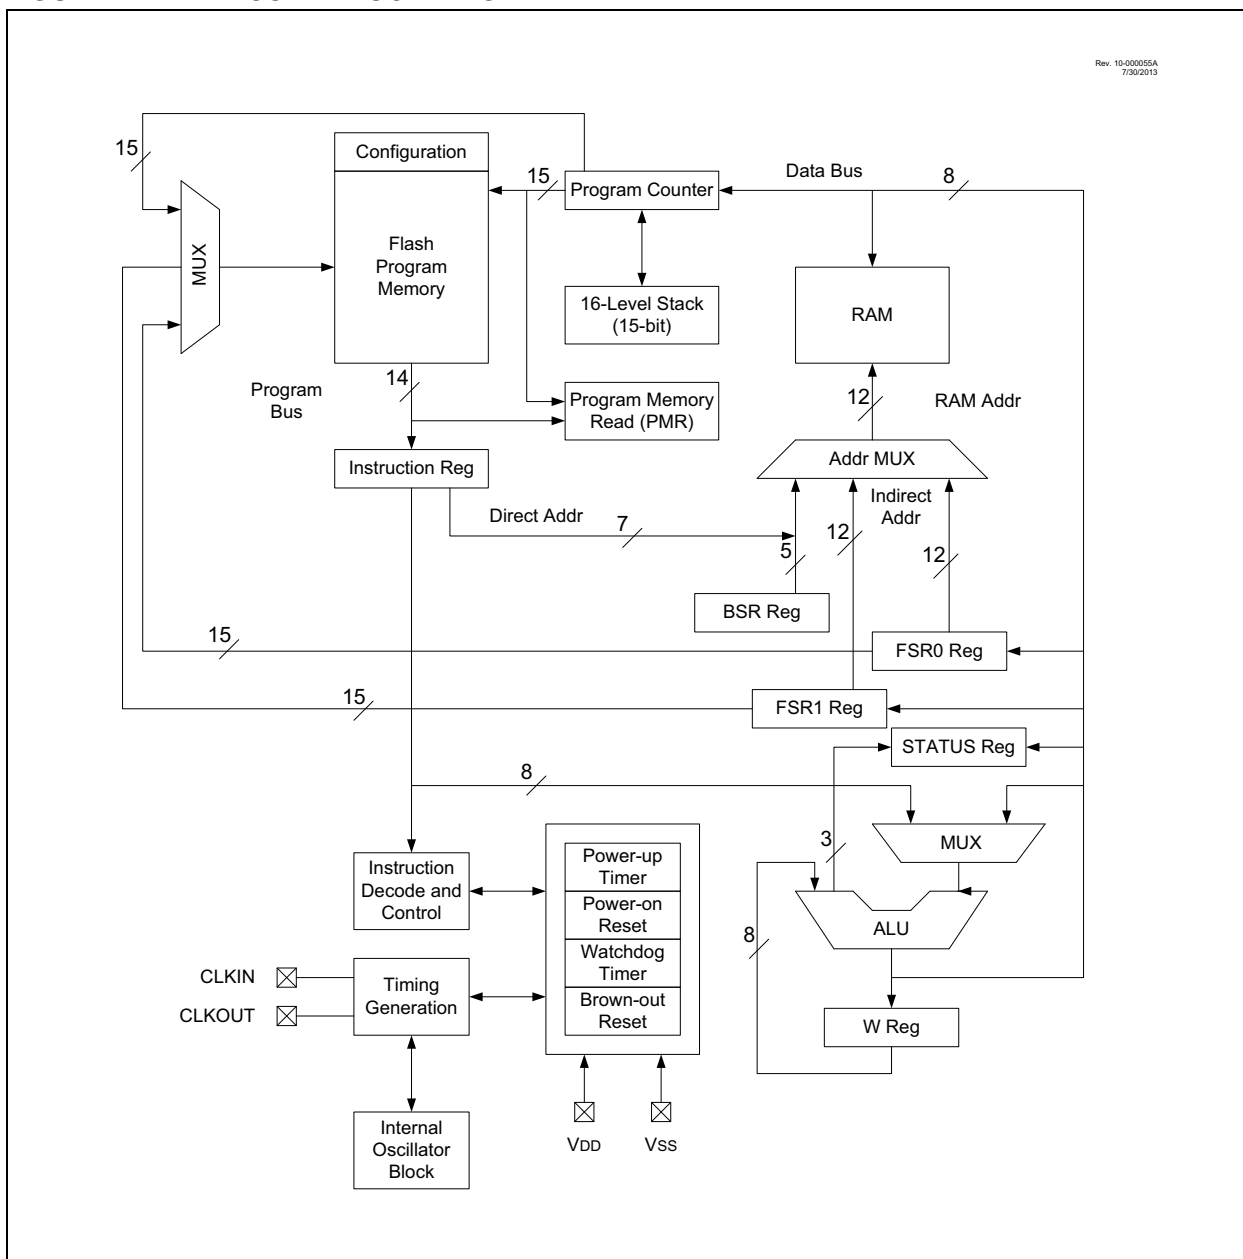 Rev. 10-000055A
7/30/2013
15
Configuration
15
Program Counter
Data Bus
8
MUX
Flash
Program
Memory
16-Level Stack
(15-bit)
RAM
Program
Bus
14
Program Memory
Read (PMR)
12
RAM Addr
Instruction Reg
Addr MUX
Direct Addr
7
Indirect
Addr
5
12
12
BSR Reg
15
FSR0 Reg
15
FSR1 Reg
STATUS Reg
8
3
MUX
Power-up
Timer
Instruction
Decode and
Control
Power-on
Reset
8
ALU
Watchdog
Timer
CLKIN
CLKOUT
Timing
Generation
Brown-out
Reset
W Reg
Internal
Oscillator
Block
VDD
VSS